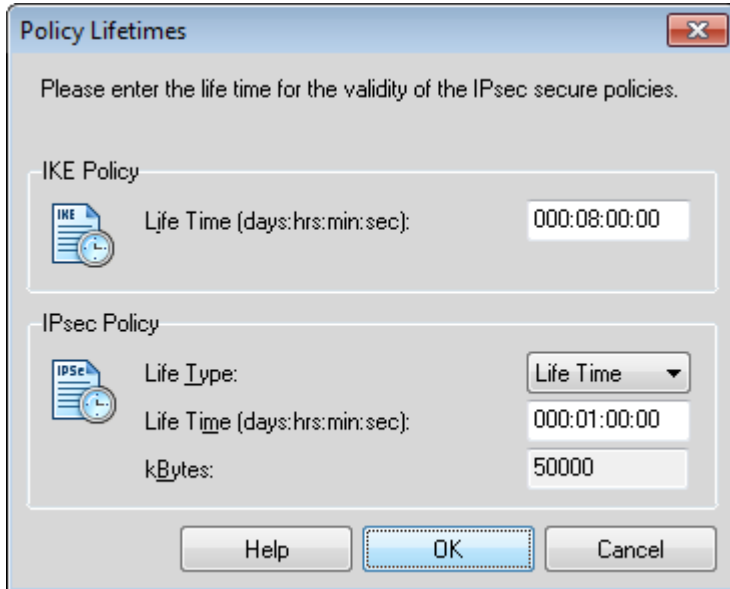 Policy Lifetimes
Please enter the life time for the validity of the IPsec secure policies.
IKE Policy
IKE
Life Time (days:hrs:min:sec): 000:08:00:00
IPsec Policy
IPSec
Life Type: Life Time
Life Time (days:hrs:min:sec): 000:01:00:00
kBytes: 50000
Help OK Cancel